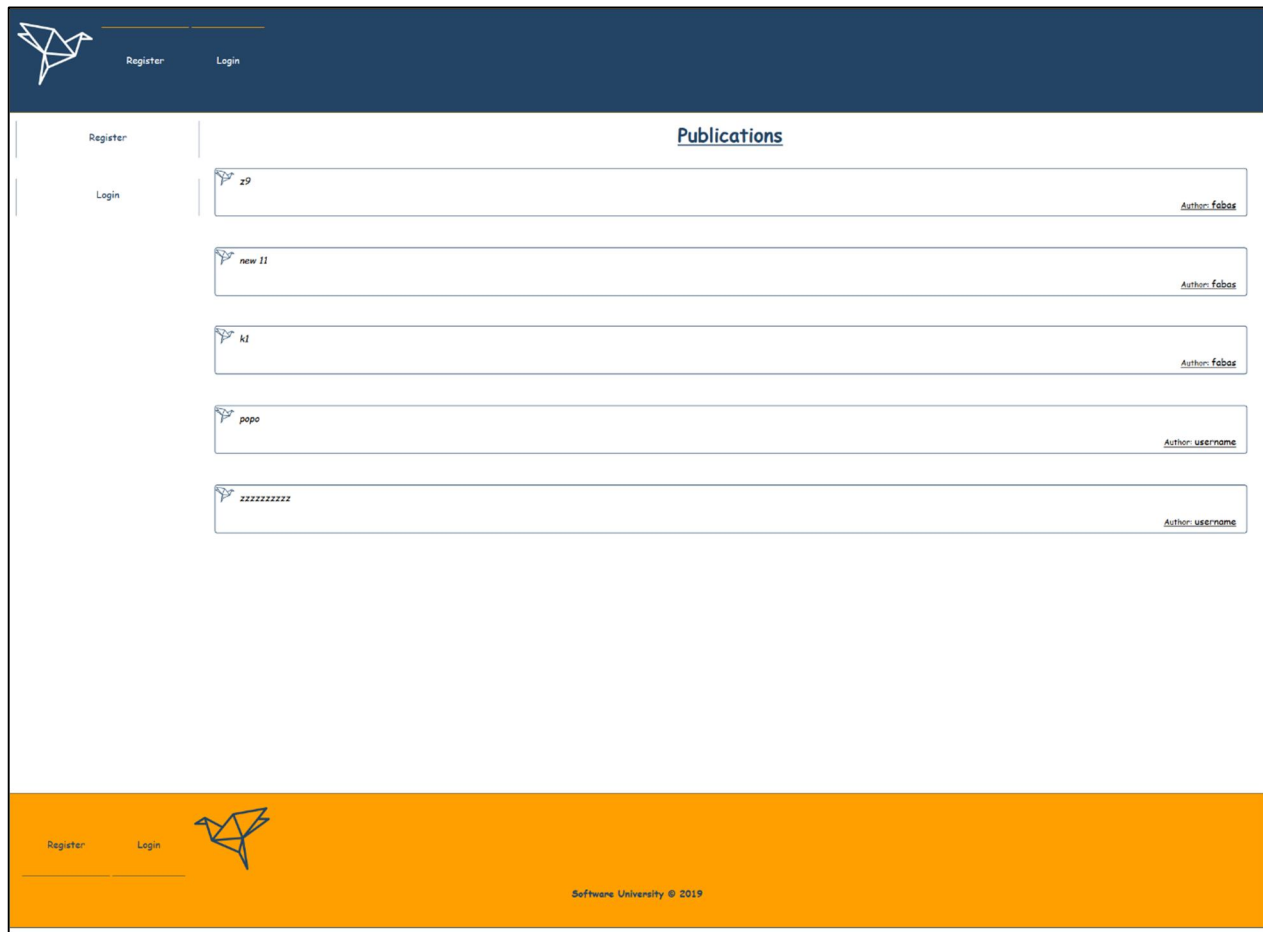 Register Login
Register
Login
Publications
z9
Author: fabas
new 11
Author: fabas
k1
Author: fabas
popo
Author: username
zzzzzzzzzz
Author: username
Register Login
Software University © 2019